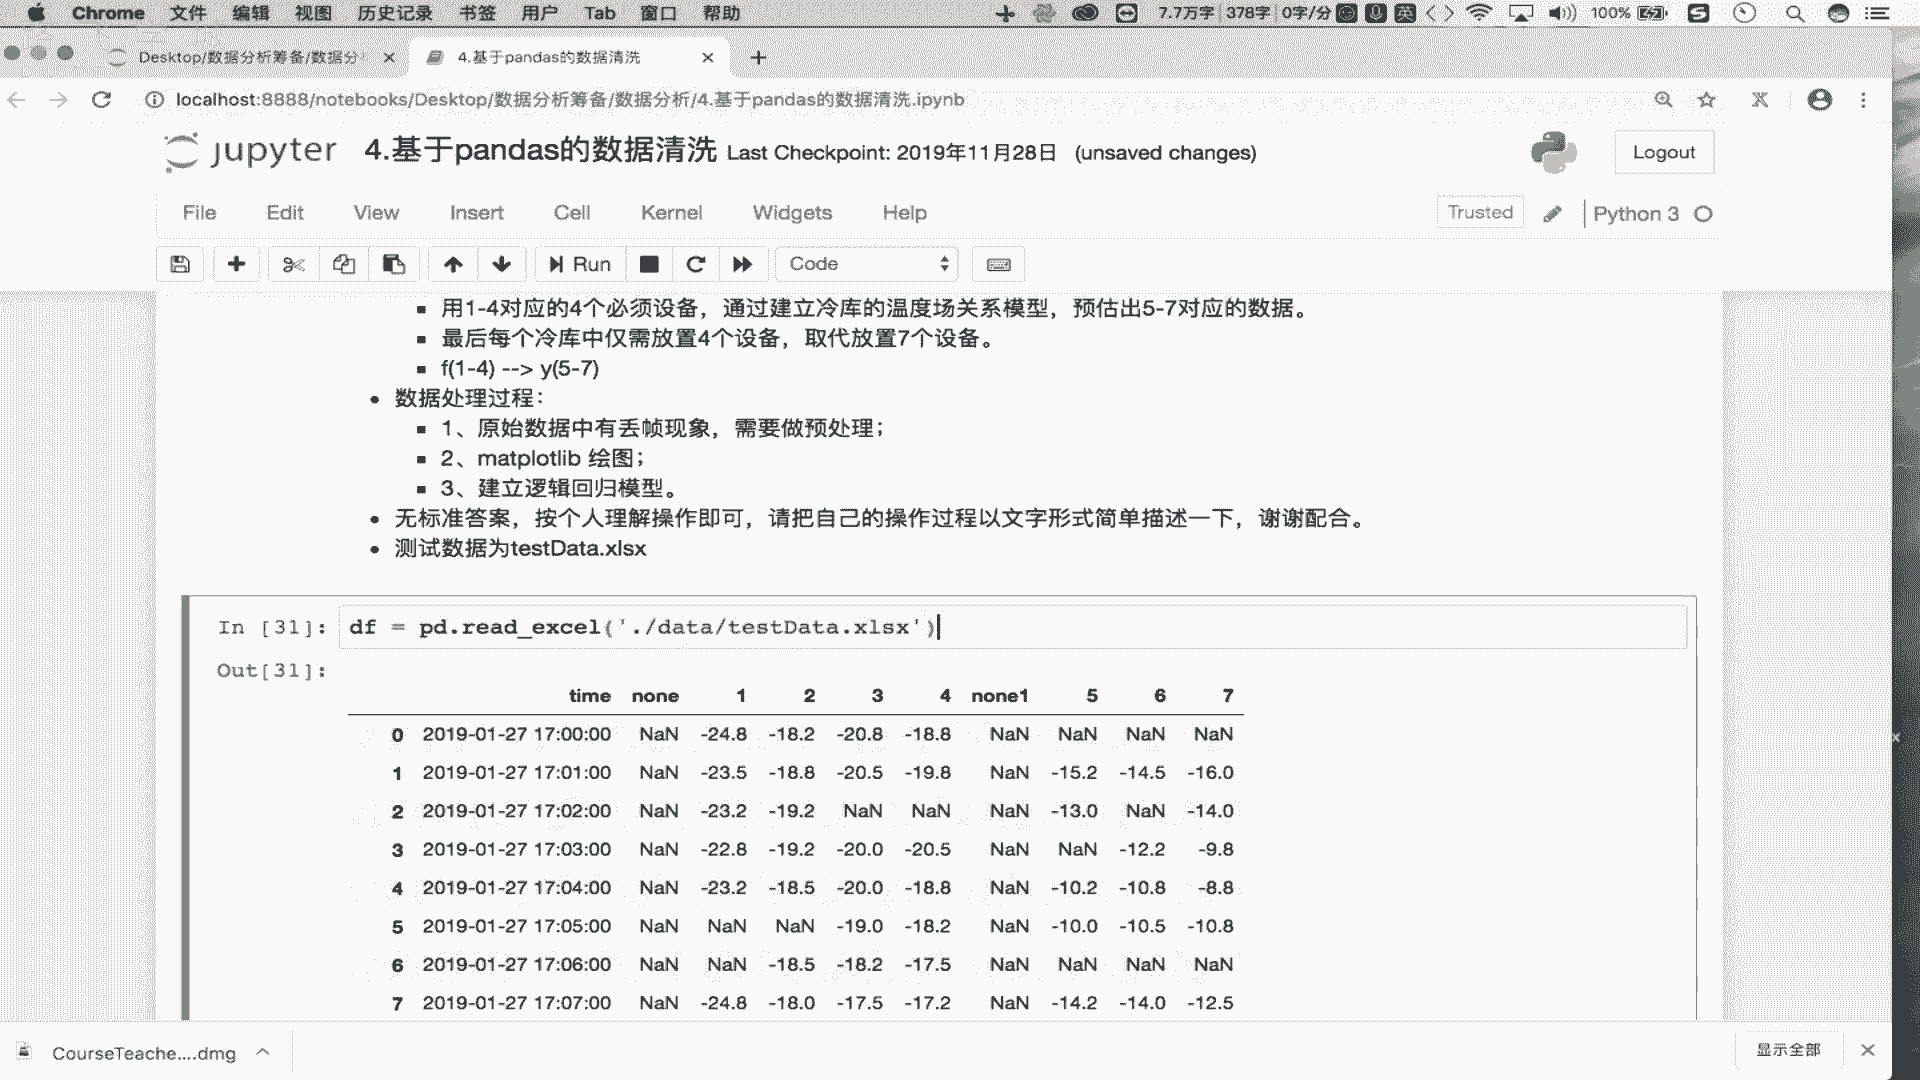 Chrome 文件 编辑 视图 历史记录 书签 用户 Tab 窗口 帮助 7.7万字 378字 0字/分 英 100%
Desktop/数据分析筹备/数据分 4.基于pandas的数据清洗
localhost:8888/notebooks/Desktop/数据分析筹备/数据分析/4.基于pandas的数据清洗.ipynb
jupyter 4.基于pandas的数据清洗 Last Checkpoint: 2019年11月28日 (unsaved changes) Logout
File Edit View Insert Cell Kernel Widgets Help Trusted Python 3
Run Code
用1-4对应的4个必须设备，通过建立冷库的温度场关系模型，预估出5-7对应的数据。
最后每个冷库中仅需放置4个设备，取代放置7个设备。
f(1-4) --> y(5-7)
数据处理过程：
1、原始数据中有丢帧现象，需要做预处理；
2、matplotlib 绘图；
3、建立逻辑回归模型。
无标准答案，按个人理解操作即可，请把自己的操作过程以文字形式简单描述一下，谢谢配合。
测试数据为testData.xlsx
In [31]: df = pd.read_excel('./data/testData.xlsx')
Out[31]:
time none 1 2 3 4 none1 5 6 7
0 2019-01-27 17:00:00 NaN -24.8 -18.2 -20.8 -18.8 NaN NaN NaN NaN
1 2019-01-27 17:01:00 NaN -23.5 -18.8 -20.5 -19.8 NaN -15.2 -14.5 -16.0
2 2019-01-27 17:02:00 NaN -23.2 -19.2 NaN NaN NaN -13.0 NaN -14.0
3 2019-01-27 17:03:00 NaN -22.8 -19.2 -20.0 -20.5 NaN NaN -12.2 -9.8
4 2019-01-27 17:04:00 NaN -23.2 -18.5 -20.0 -18.8 NaN -10.2 -10.8 -8.8
5 2019-01-27 17:05:00 NaN NaN NaN -19.0 -18.2 NaN -10.0 -10.5 -10.8
6 2019-01-27 17:06:00 NaN NaN -18.5 -18.2 -17.5 NaN NaN NaN NaN
7 2019-01-27 17:07:00 NaN -24.8 -18.0 -17.5 -17.2 NaN -14.2 -14.0 -12.5
CourseTeache....dmg 显示全部